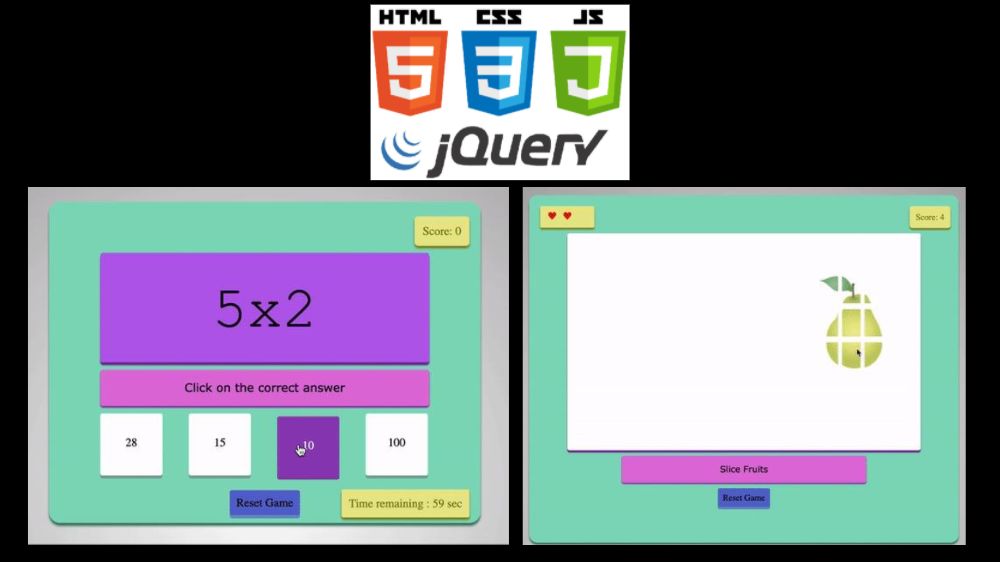 HTML CSS JS
5 3 J
jQuery
Score: 0
5x2
Click on the correct answer
28 15 10 100
Reset Game Time remaining : 59 sec
Score: 4
Slice Fruits
Reset Game